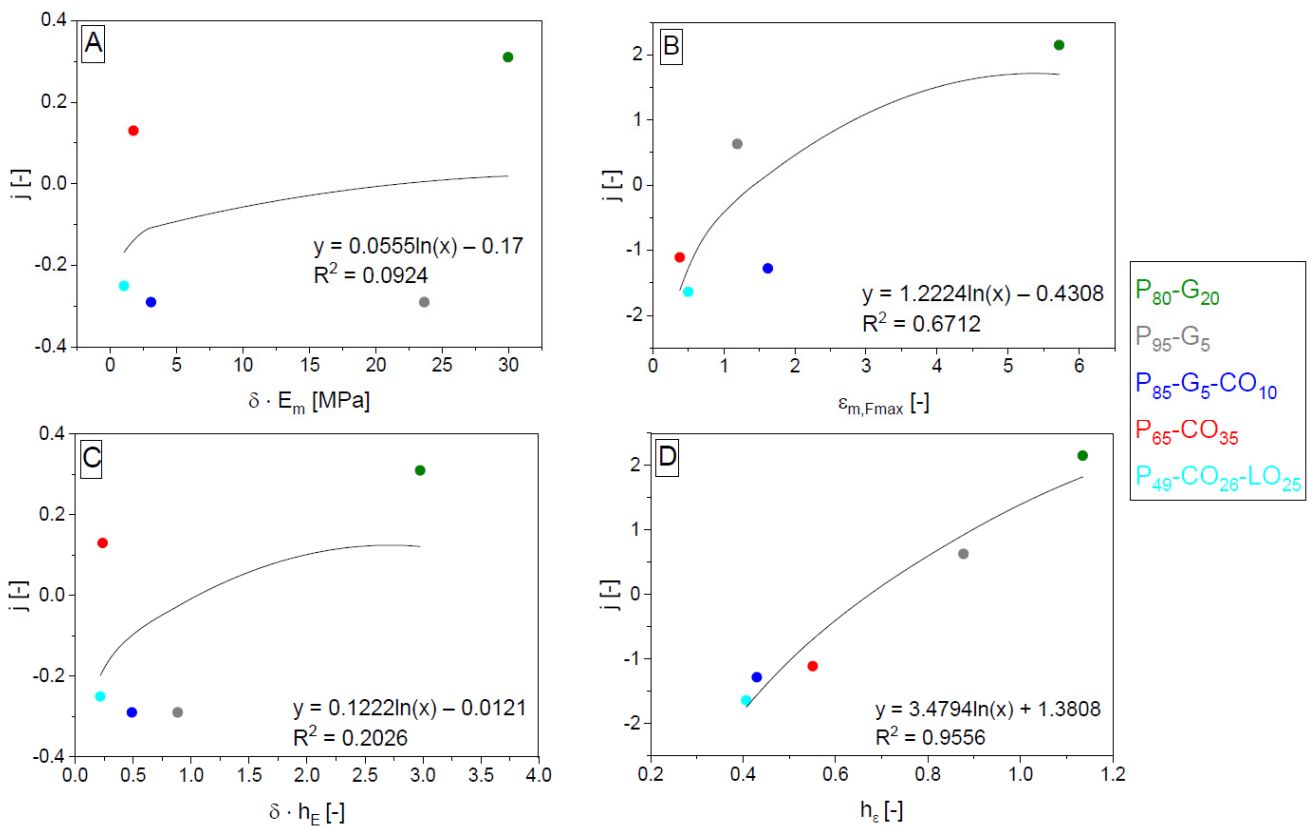 A
0.4
0.2
0.0
-0.2
-0.4
j [-]
y = 0.0555ln(x) – 0.17
R² = 0.0924
0 5 10 15 20 25 30
δ · Eₘ [MPa]
B
2
1
0
-1
-2
j [-]
y = 1.2224ln(x) – 0.4308
R² = 0.6712
0 1 2 3 4 5 6
εm,Fmax [-]
C
0.4
0.2
0.0
-0.2
-0.4
j [-]
y = 0.1222ln(x) – 0.0121
R² = 0.2026
0.0 0.5 1.0 1.5 2.0 2.5 3.0 3.5 4.0
δ · hE [-]
D
2
1
0
-1
-2
j [-]
y = 3.4794ln(x) + 1.3808
R² = 0.9556
0.2 0.4 0.6 0.8 1.0 1.2
hε [-]
P₈₀-G₂₀
P₉₅-G₅
P₈₅-G₅-CO₁₀
P₆₅-CO₃₅
P₄₉-CO₂₆-LO₂₅